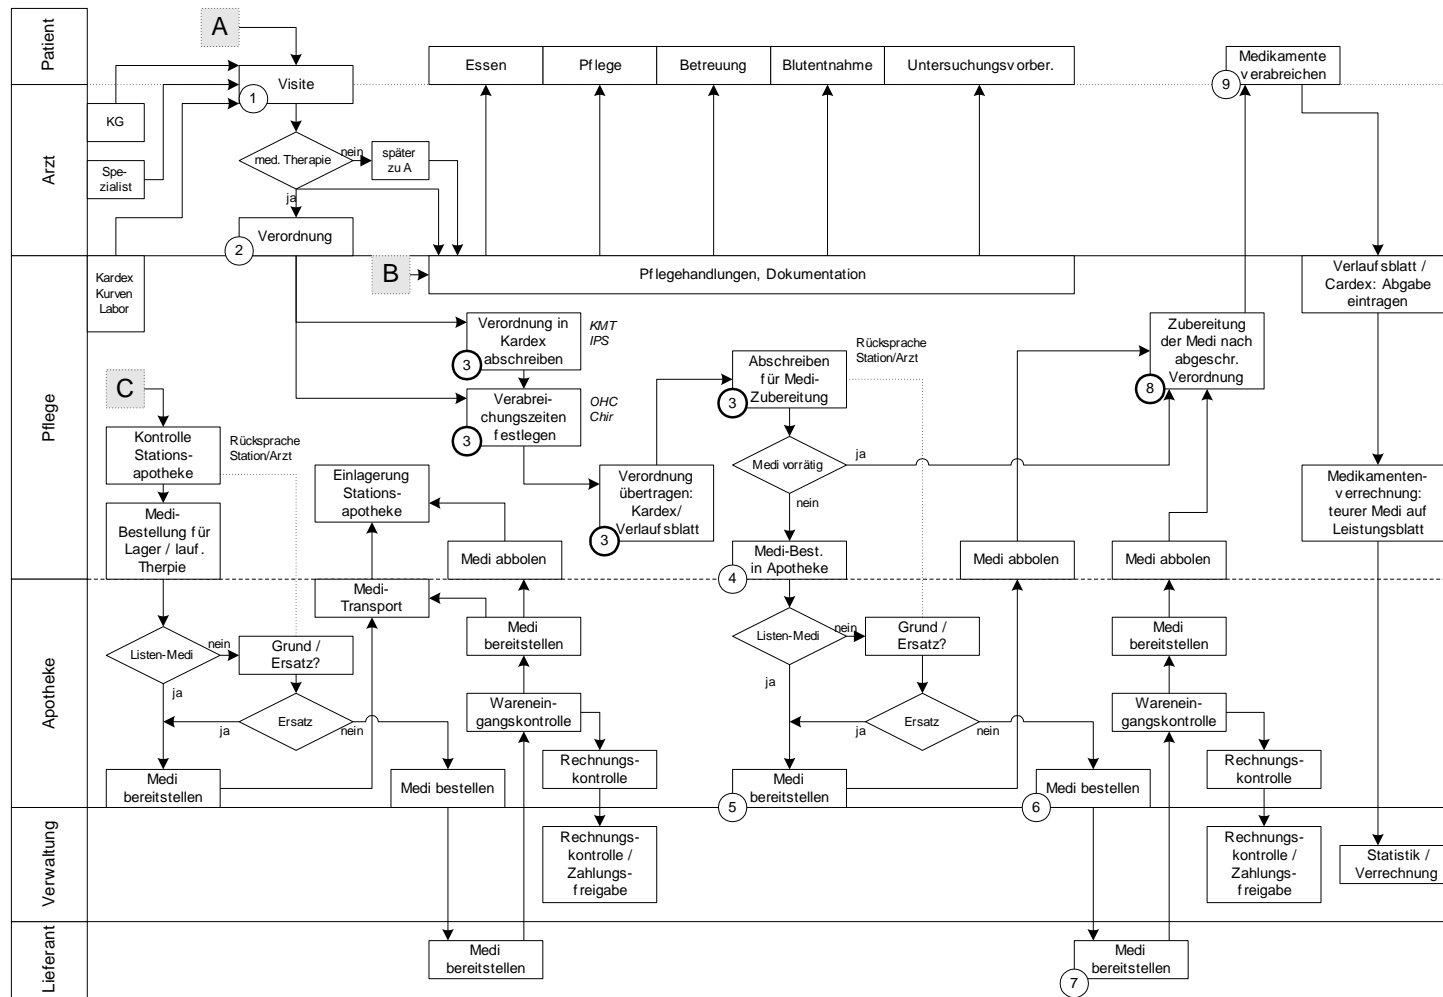 Patient
A
Visite
1
Essen
Pflege
Betreuung
Blutentnahme
Untersuchungsvorber.
Medikamente
verabreichen
9
Arzt
KG
Spe-
zialist
med. Therapie
nein
später
zu A
ja
Verordnung
2
Pflege
Kardex
Kurven
Labor
B
Pflegehandlungen, Dokumentation
Verlaufsblatt /
Cardex: Abgabe
eintragen
Verordnung in
Kardex
abschreiben
3
KMT
IPS
Verabrei-
chungszeiten
festlegen
3
OHC
Chir
Abschreiben
für Medi-
Zubereitung
3
Rücksprache
Station/Arzt
Zubereitung
der Medi nach
abgeschr.
Verordnung
8
C
Kontrolle
Stations-
apotheke
Rücksprache
Station/Arzt
Medi-
Bestellung für
Lager / lauf.
Therpie
Einlagerung
Stations-
apotheke
Medi abbolen
Verordnung
übertragen:
Kardex/
Verlaufsblatt
3
Medi vorrätig
ja
nein
Medi-Best.
in Apotheke
4
Medi abbolen
Medi abbolen
Medikamenten-
verrechnung:
teurer Medi auf
Leistungsblatt
Apotheke
Medi-
Transport
Listen-Medi
nein
ja
Grund /
Ersatz?
Ersatz
ja
nein
Medi
bereitstellen
Medi bestellen
Medi
bereitstellen
Warenein-
gangskontrolle
Rechnungs-
kontrolle
Listen-Medi
nein
ja
Grund /
Ersatz?
Ersatz
ja
nein
Medi
bereitstellen
5
Medi bestellen
6
Medi
bereitstellen
Warenein-
gangskontrolle
Rechnungs-
kontrolle
Verwaltung
Rechnungs-
kontrolle /
Zahlungs-
freigabe
Rechnungs-
kontrolle /
Zahlungs-
freigabe
Statistik /
Verrechnung
Lieferant
Medi
bereitstellen
Medi
bereitstellen
7